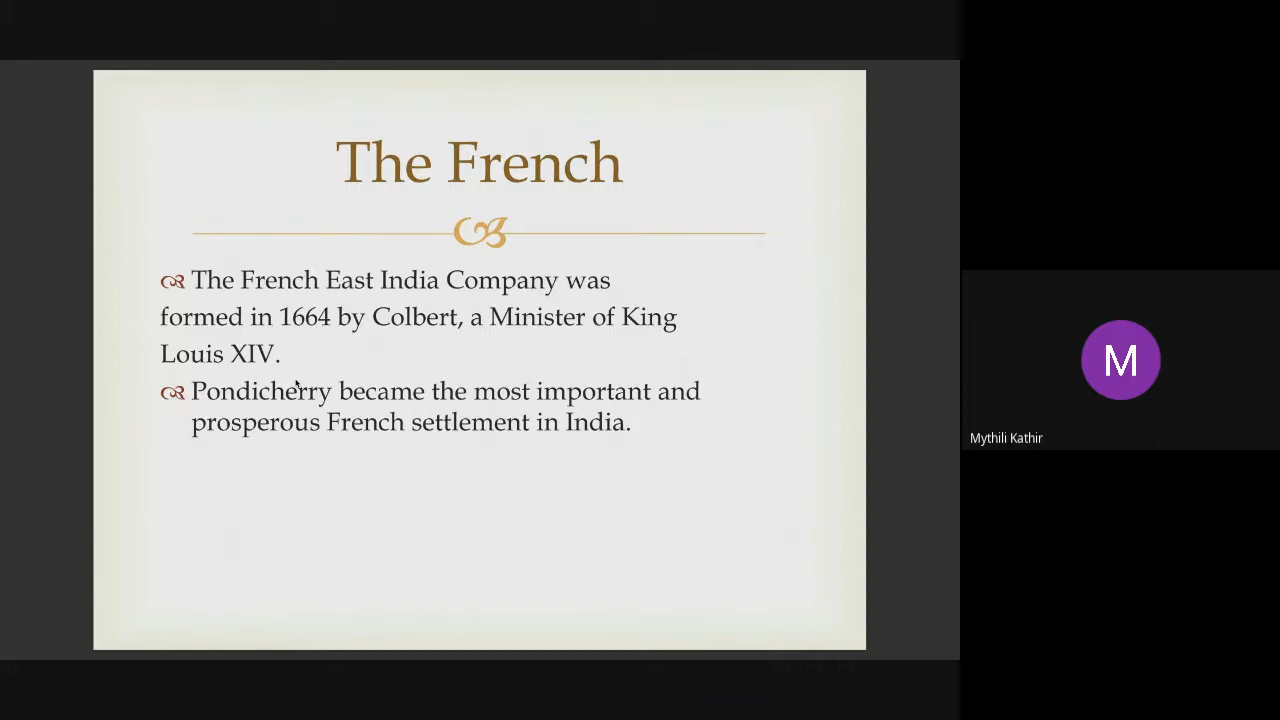 The French
The French East India Company was
formed in 1664 by Colbert, a Minister of King
Louis XIV.
Pondicherry became the most important and
prosperous French settlement in India.
M
Mythili Kathir